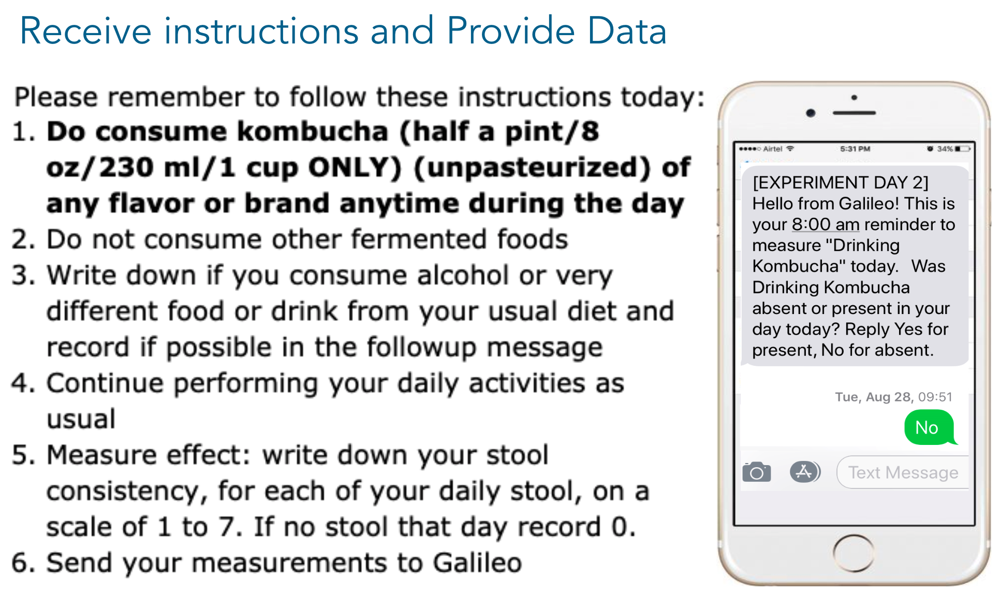 Receive instructions and Provide Data
Please remember to follow these instructions today:
1. Do consume kombucha (half a pint/8
oz/230 ml/1 cup ONLY) (unpasteurized) of
any flavor or brand anytime during the day
2. Do not consume other fermented foods
3. Write down if you consume alcohol or very
different food or drink from your usual diet and
record if possible in the followup message
4. Continue performing your daily activities as
usual
5. Measure effect: write down your stool
consistency, for each of your daily stool, on a
scale of 1 to 7. If no stool that day record 0.
6. Send your measurements to Galileo
Airtel 5:31 PM 34%
[EXPERIMENT DAY 2]
Hello from Galileo! This is
your 8:00 am reminder to
measure "Drinking
Kombucha" today. Was
Drinking Kombucha
absent or present in your
day today? Reply Yes for
present, No for absent.
Tue, Aug 28, 09:51
No
Text Message